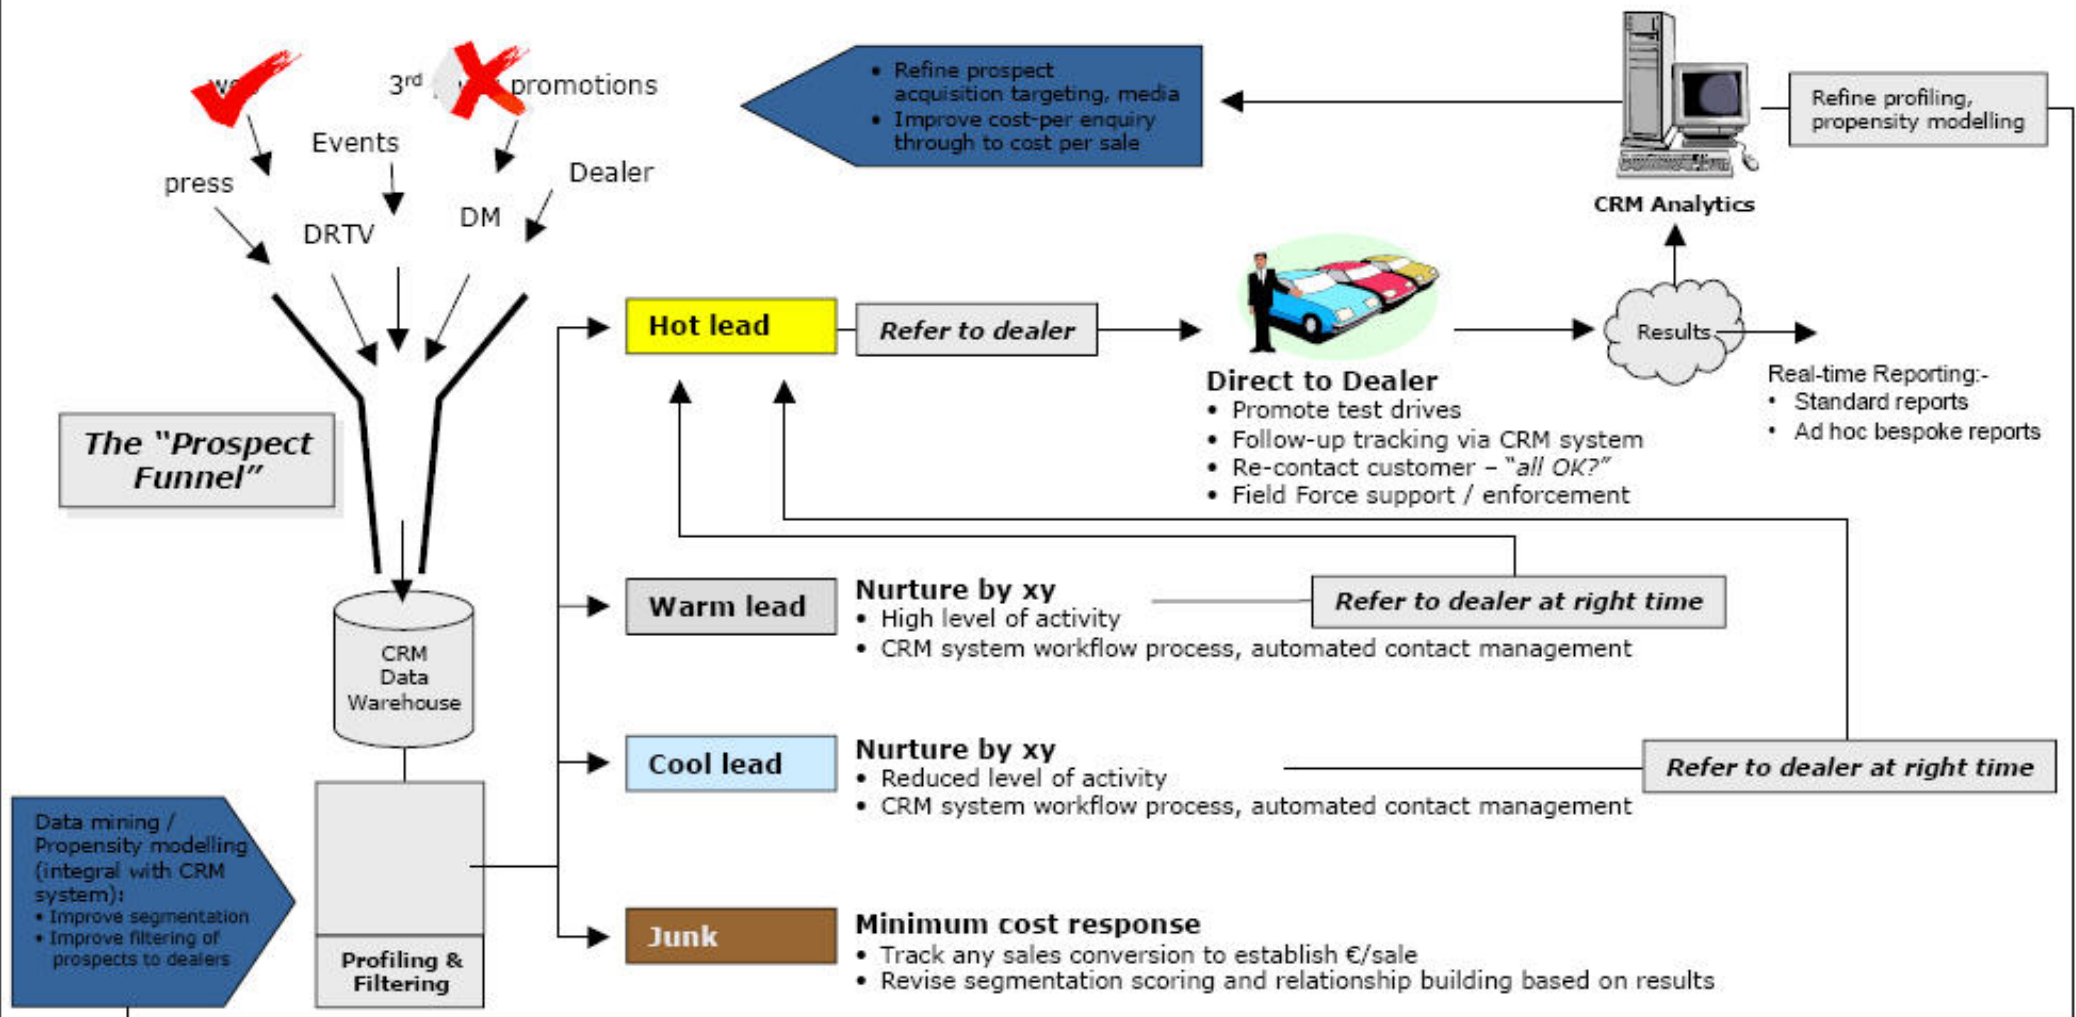 3rd promotions
Events
press
Dealer
DRTV
DM
The “Prospect
Funnel”
CRM
Data
Warehouse
Data mining /
Propensity modelling
(integral with CRM
system):
• Improve segmentation
• Improve filtering of
prospects to dealers
Profiling &
Filtering
• Refine prospect
acquisition targeting, media
• Improve cost-per enquiry
through to cost per sale
CRM Analytics
Refine profiling,
propensity modelling
Hot lead
Refer to dealer
Direct to Dealer
• Promote test drives
• Follow-up tracking via CRM system
• Re-contact customer – “all OK?”
• Field Force support / enforcement
Results
Real-time Reporting:-
• Standard reports
• Ad hoc bespoke reports
Warm lead
Nurture by xy
• High level of activity
• CRM system workflow process, automated contact management
Refer to dealer at right time
Cool lead
Nurture by xy
• Reduced level of activity
• CRM system workflow process, automated contact management
Refer to dealer at right time
Junk
Minimum cost response
• Track any sales conversion to establish €/sale
• Revise segmentation scoring and relationship building based on results